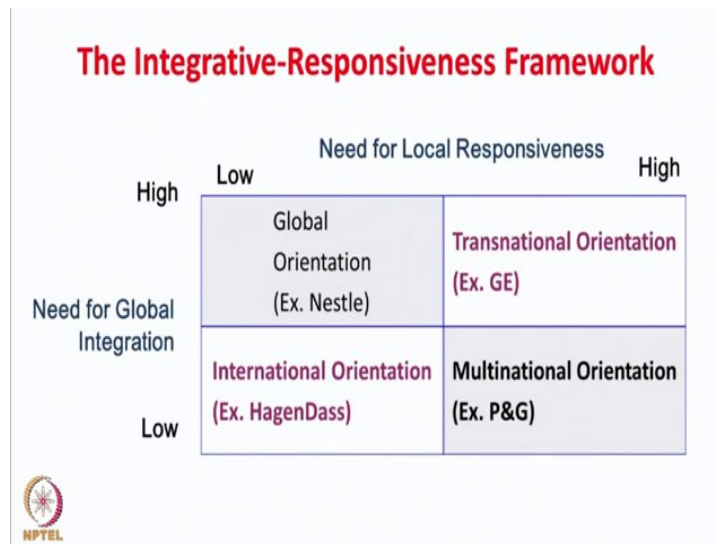 The Integrative-Responsiveness Framework
Need for Local Responsiveness
Low
High
High
Global
Orientation
(Ex. Nestle)
Transnational Orientation
(Ex. GE)
Need for Global
Integration
International Orientation
(Ex. HagenDass)
Multinational Orientation
(Ex. P&G)
Low
NPTEL